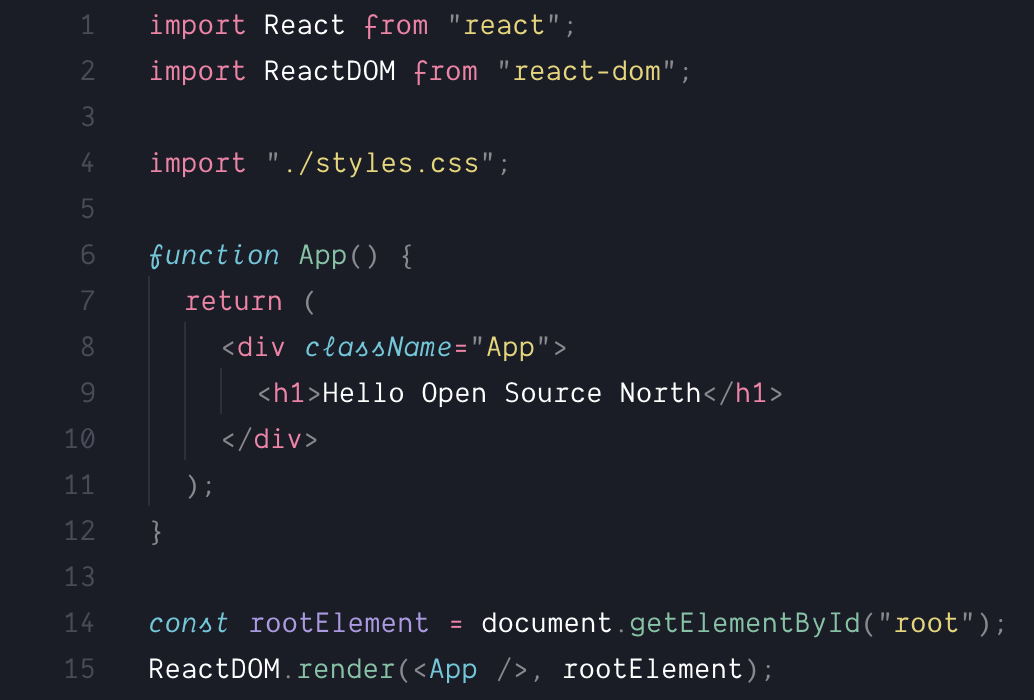 1 import React from "react";
2 import ReactDOM from "react-dom";
3
4 import "./styles.css";
5
6 function App() {
7   return (
8     <div className="App">
9       <h1>Hello Open Source North</h1>
10     </div>
11   );
12 }
13
14 const rootElement = document.getElementById("root");
15 ReactDOM.render(<App />, rootElement);